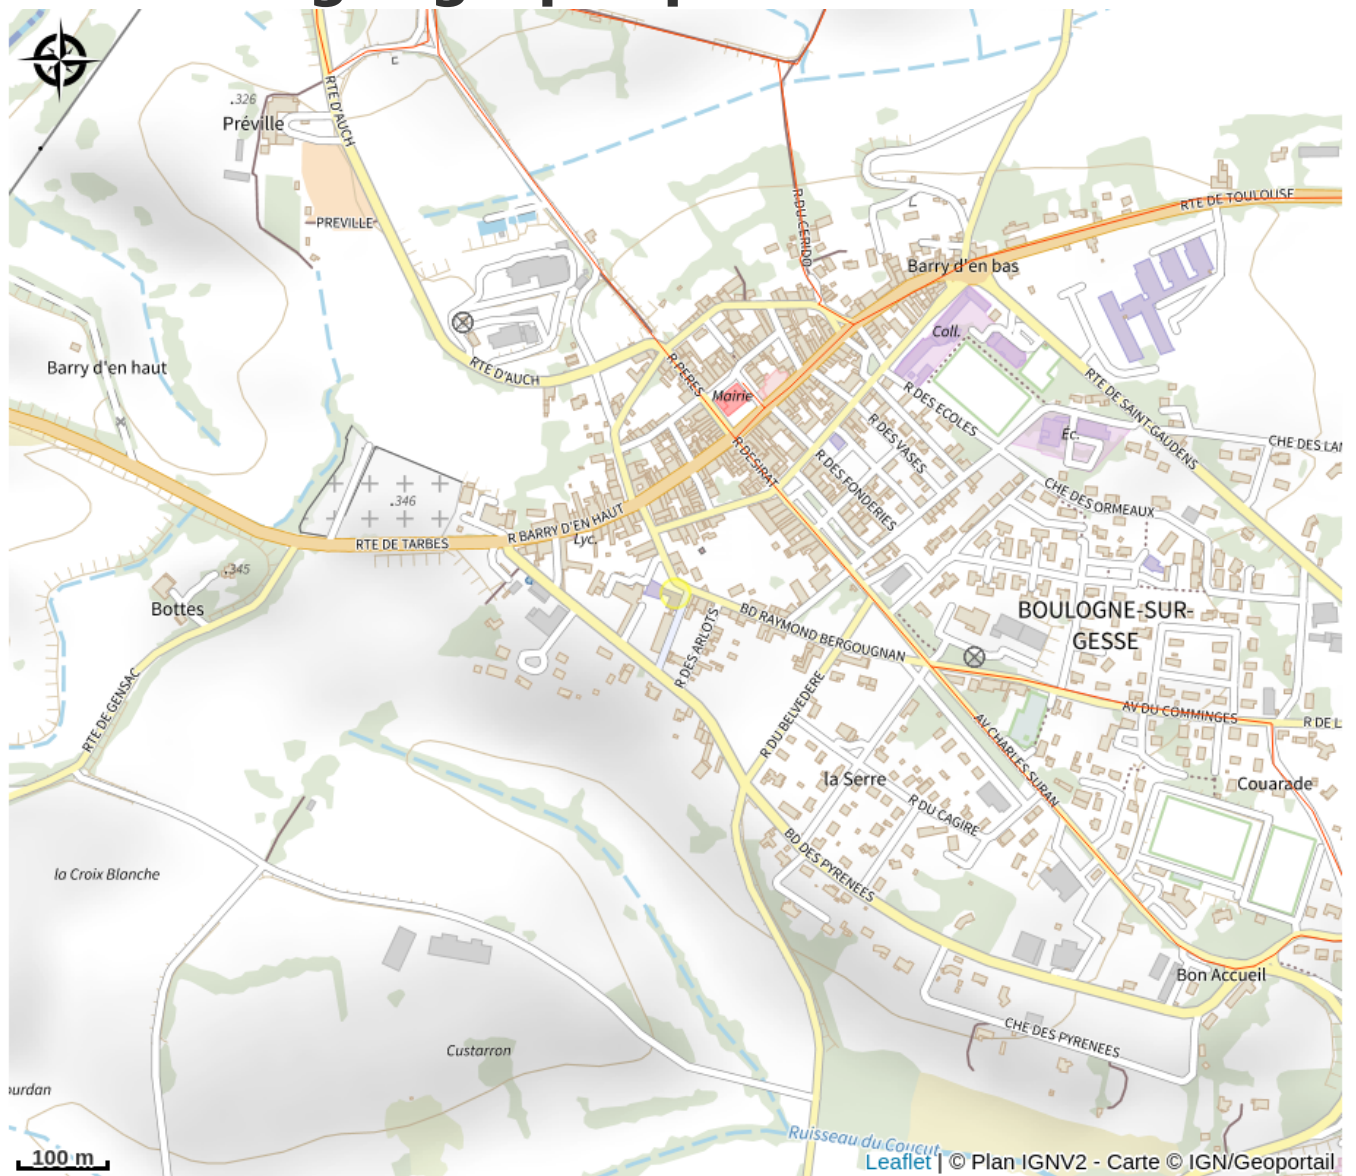 .326
Préville
RTE D'AUCH
PREVILLE
R DU CERIDO
RTE DE TOULOUSE
Barry d'en bas
Coll.
Barry d'en haut
RTE D'AUCH
R PERES
Mairie
RTE DE SAINT-GAUDENS
R DES ECOLES
R DES VASES
Ec.
CHE DES LAN
R DESIRAT
R DES FONDERIES
CHE DES ORMEAUX
.346
R BARRY D'EN HAUT
Lyc.
RTE DE TARBES
.345
Bottes
BD RAYMOND BERGOUGNAN
BOULOGNE-SUR-
GESSE
R DES ARLOTS
RTE DE GENSAC
R DU BELVEDERE
AV DU COMMINGES
R DE L
AV CHARLES SURAN
la Serre
Couarade
R DU CAGIRE
BD DES PYRENEES
la Croix Blanche
Bon Accueil
CHE DES PYRENEES
Custarron
ourdan
Ruisseau du Coucut
100 m
Leaflet | © Plan IGNV2 - Carte © IGN/Geoportail